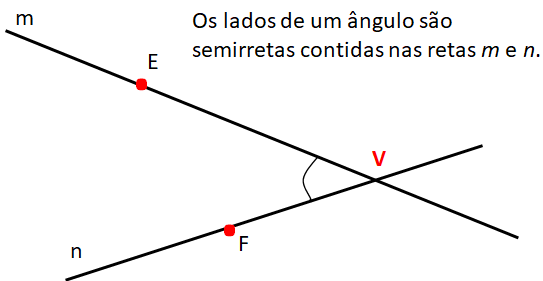 m
Os lados de um ângulo são
semirretas contidas nas retas m e n.
E
V
F
n